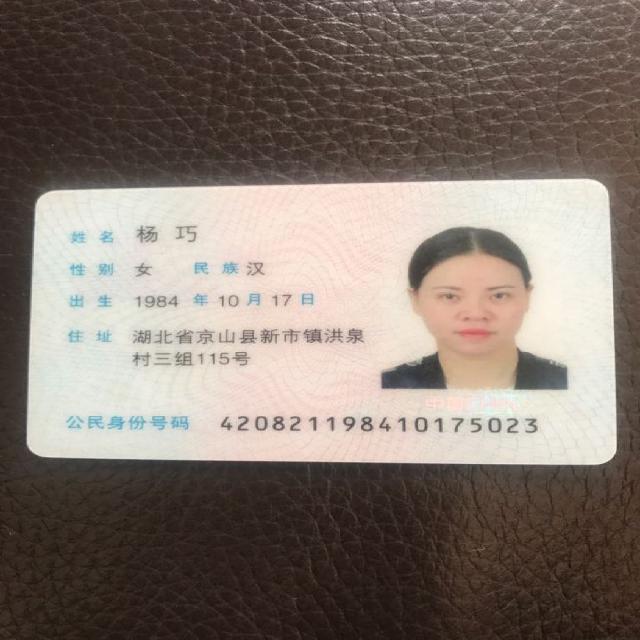 姓名 杨巧
性别 女 民族 汉
出生 1984 年 10 月 17 日
住址 湖北省京山县新市镇洪泉
村三组115号
公民身份号码 420821198410175023